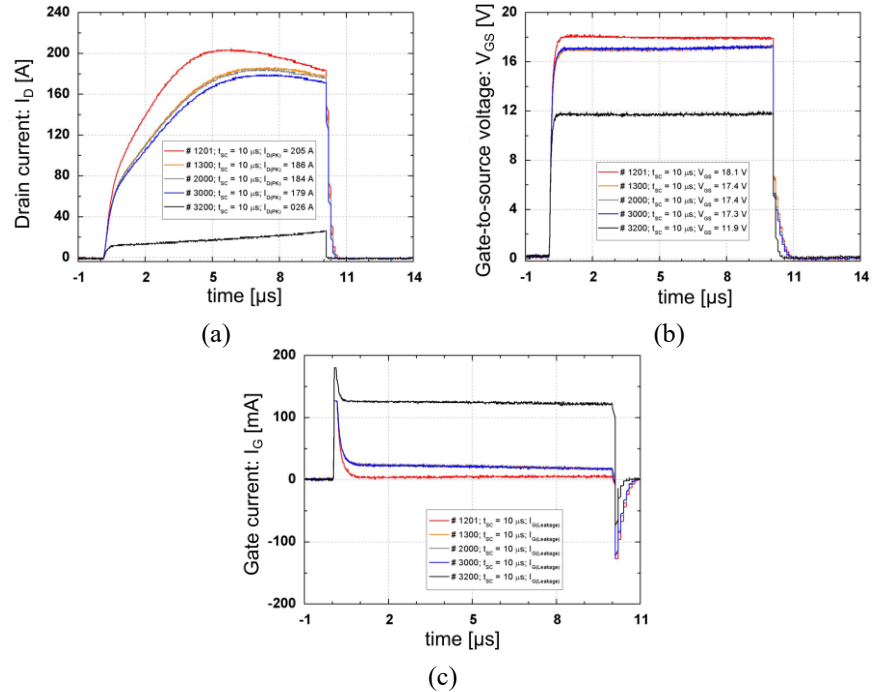 240
200
160
120
80
40
0
Drain current: I_D [A]
# 1201; t_SC = 10 µs; I_D(PK) = 205 A
# 1300; t_SC = 10 µs; I_D(PK) = 186 A
# 2000; t_SC = 10 µs; I_D(PK) = 184 A
# 3000; t_SC = 10 µs; I_D(PK) = 179 A
# 3200; t_SC = 10 µs; I_D(PK) = 026 A
-1 2 5 8 11 14
time [µs]
(a)
20
16
12
8
4
0
Gate-to-source voltage: V_GS [V]
# 1201; t_SC = 10 µs; V_GS = 18.1 V
# 1300; t_SC = 10 µs; V_GS = 17.4 V
# 2000; t_SC = 10 µs; V_GS = 17.4 V
# 3000; t_SC = 10 µs; V_GS = 17.3 V
# 3200; t_SC = 10 µs; V_GS = 11.9 V
-1 2 5 8 11 14
time [µs]
(b)
200
100
0
-100
-200
Gate current: I_G [mA]
# 1201; t_SC = 10 µs; I_G(Leakage)
# 1300; t_SC = 10 µs; I_G(Leakage)
# 2000; t_SC = 10 µs; I_G(Leakage)
# 3000; t_SC = 10 µs; I_G(Leakage)
# 3200; t_SC = 10 µs; I_G(Leakage)
-1 2 5 8 11
time [µs]
(c)